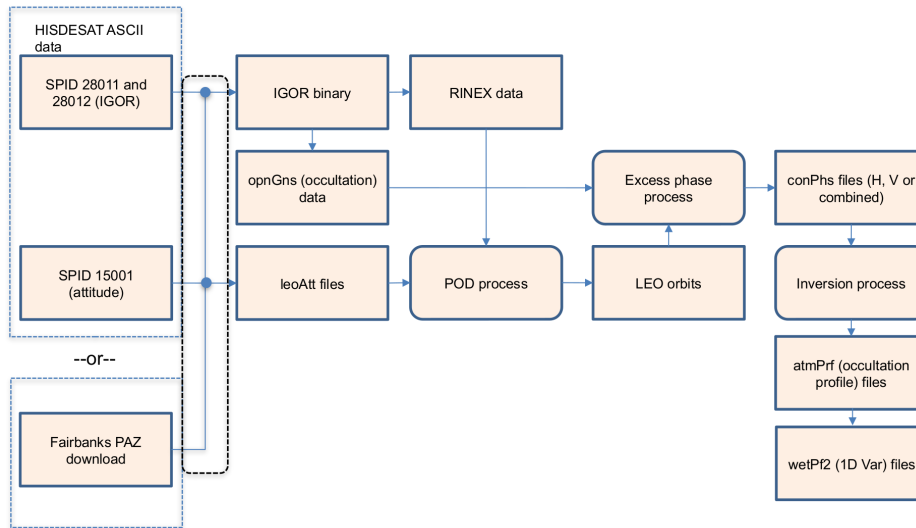 HISDESAT ASCII
data
SPID 28011 and
28012 (IGOR)
IGOR binary
RINEX data
opnGns (occultation)
data
Excess phase
process
conPhs files (H, V or
combined)
SPID 15001
(attitude)
leoAtt files
POD process
LEO orbits
Inversion process
--or--
atmPrf (occultation
profile) files
Fairbanks PAZ
download
wetPf2 (1D Var) files